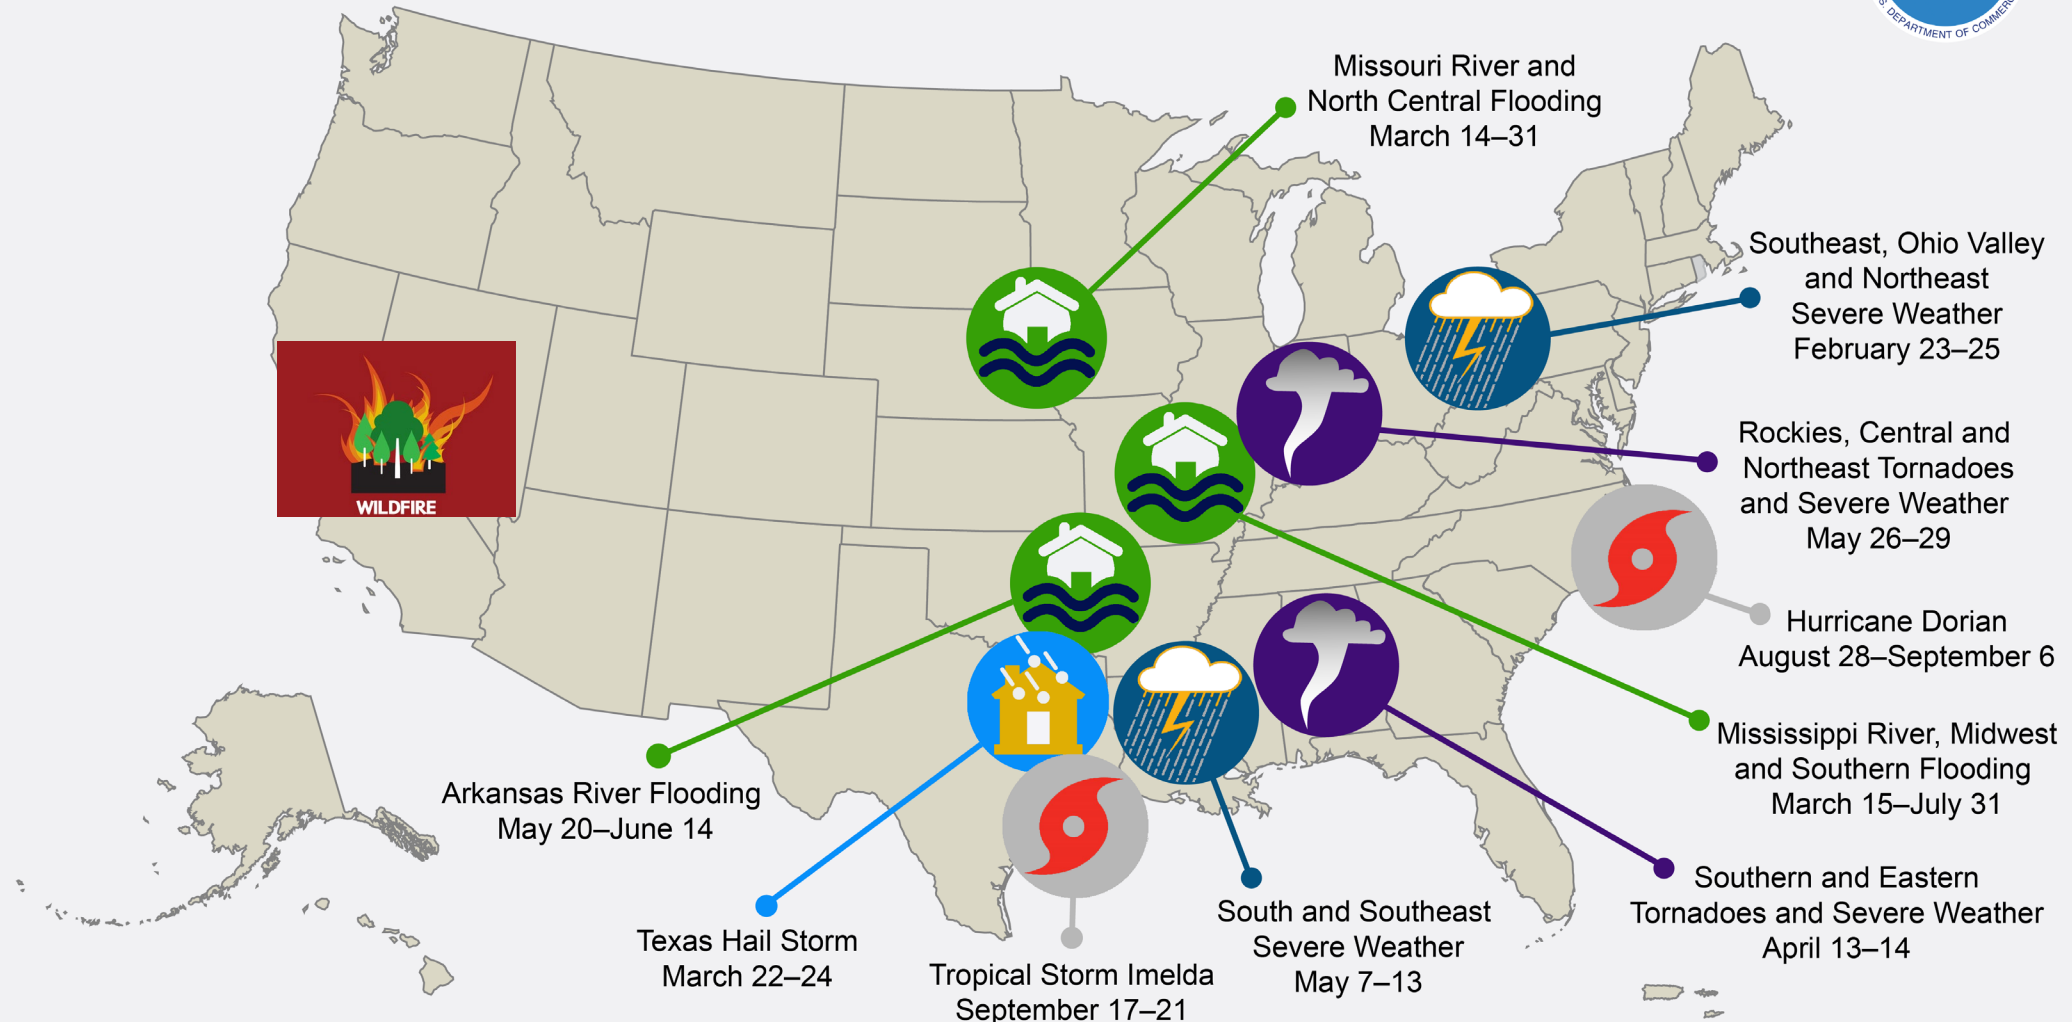 S. DEPARTMENT OF COMMERC
Missouri River and
North Central Flooding
March 14–31
Southeast, Ohio Valley
and Northeast
Severe Weather
February 23–25
WILDFIRE
Rockies, Central and
Northeast Tornadoes
and Severe Weather
May 26–29
Hurricane Dorian
August 28–September 6
Mississippi River, Midwest
and Southern Flooding
March 15–July 31
Arkansas River Flooding
May 20–June 14
Southern and Eastern
Tornadoes and Severe Weather
April 13–14
Texas Hail Storm
March 22–24
South and Southeast
Severe Weather
May 7–13
Tropical Storm Imelda
September 17–21